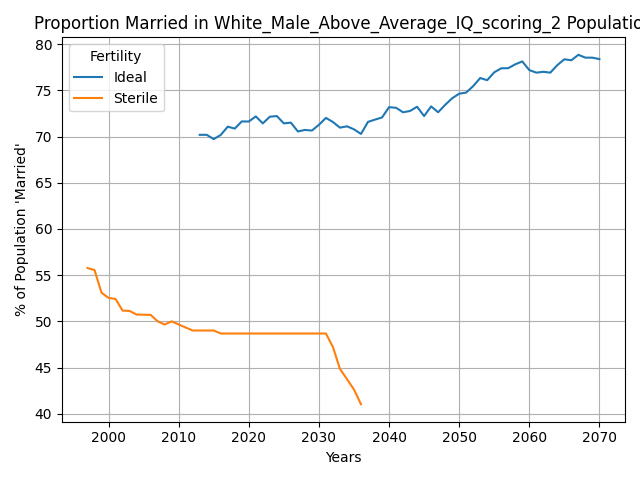 Proportion Married in White_Male_Above_Average_IQ_scoring_2 Populatio
Fertility
Ideal
Sterile
% of Population 'Married'
80
75
70
65
60
55
50
45
40
2000 2010 2020 2030 2040 2050 2060 2070
Years